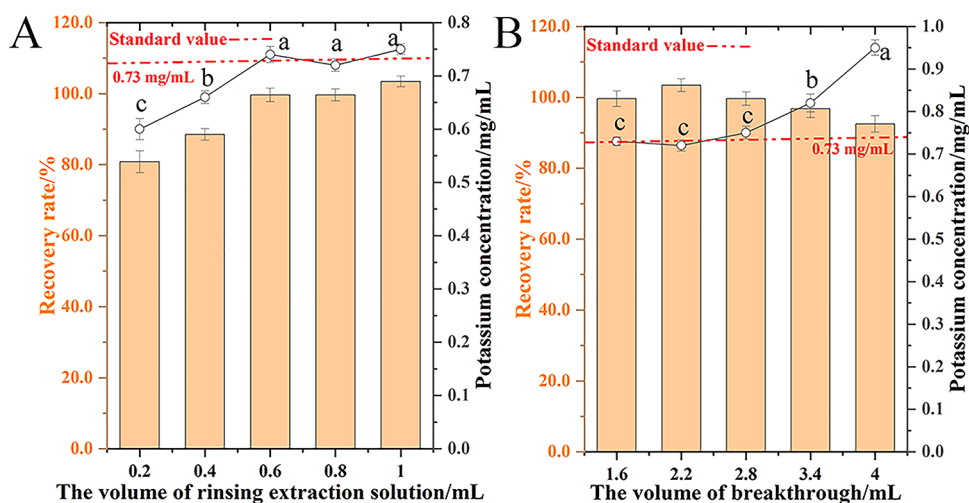 A
Recovery rate/%
120.0
100.0
80.0
60.0
40.0
20.0
0.0
Standard value
0.73 mg/mL
c
b
a
a
a
0.8
0.7
0.6
0.5
0.4
0.3
0.2
0.1
0.0
Potassium concentration/mg/mL
0.2 0.4 0.6 0.8 1
The volume of rinsing extraction solution/mL
B
Recovery rate/%
120.0
100.0
80.0
60.0
40.0
20.0
0.0
Standard value
0.73 mg/mL
c
c
c
b
a
1.0
0.9
0.8
0.7
0.6
0.5
0.4
0.3
0.2
0.1
0.0
Potassium concentration/mg/mL
1.6 2.2 2.8 3.4 4
The volume of breakthrough/mL